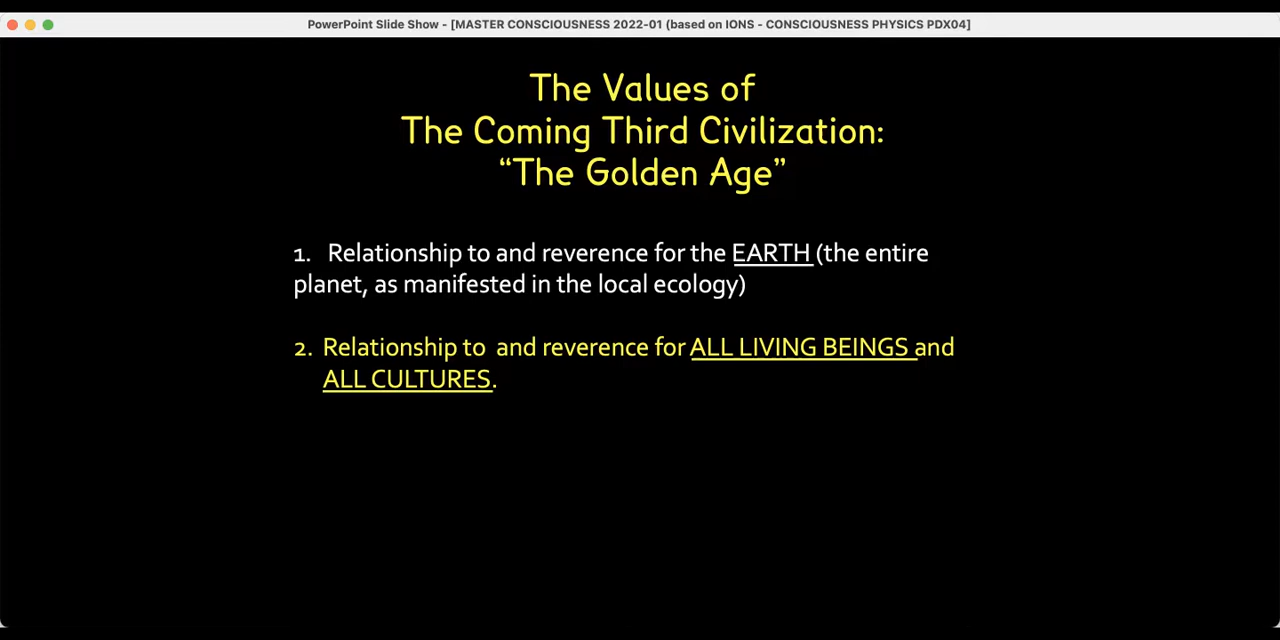 PowerPoint Slide Show - [MASTER CONSCIOUSNESS 2022-01 (based on IONS - CONSCIOUSNESS PHYSICS PDX04]
The Values of
The Coming Third Civilization:
“The Golden Age”
1. Relationship to and reverence for the EARTH (the entire
planet, as manifested in the local ecology)
2. Relationship to and reverence for ALL LIVING BEINGS and
ALL CULTURES.